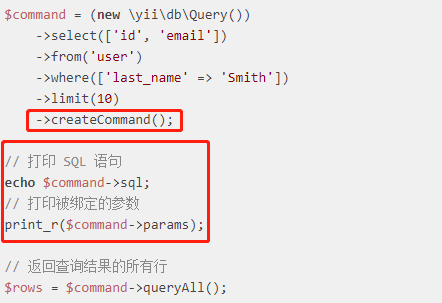 $command = (new \yii\db\Query())
->select(['id', 'email'])
->from('user')
->where(['last_name' => 'Smith'])
->limit(10)
->createCommand();
// 打印 SQL 语句
echo $command->sql;
// 打印被绑定的参数
print_r($command->params);
// 返回查询结果的所有行
$rows = $command->queryAll();